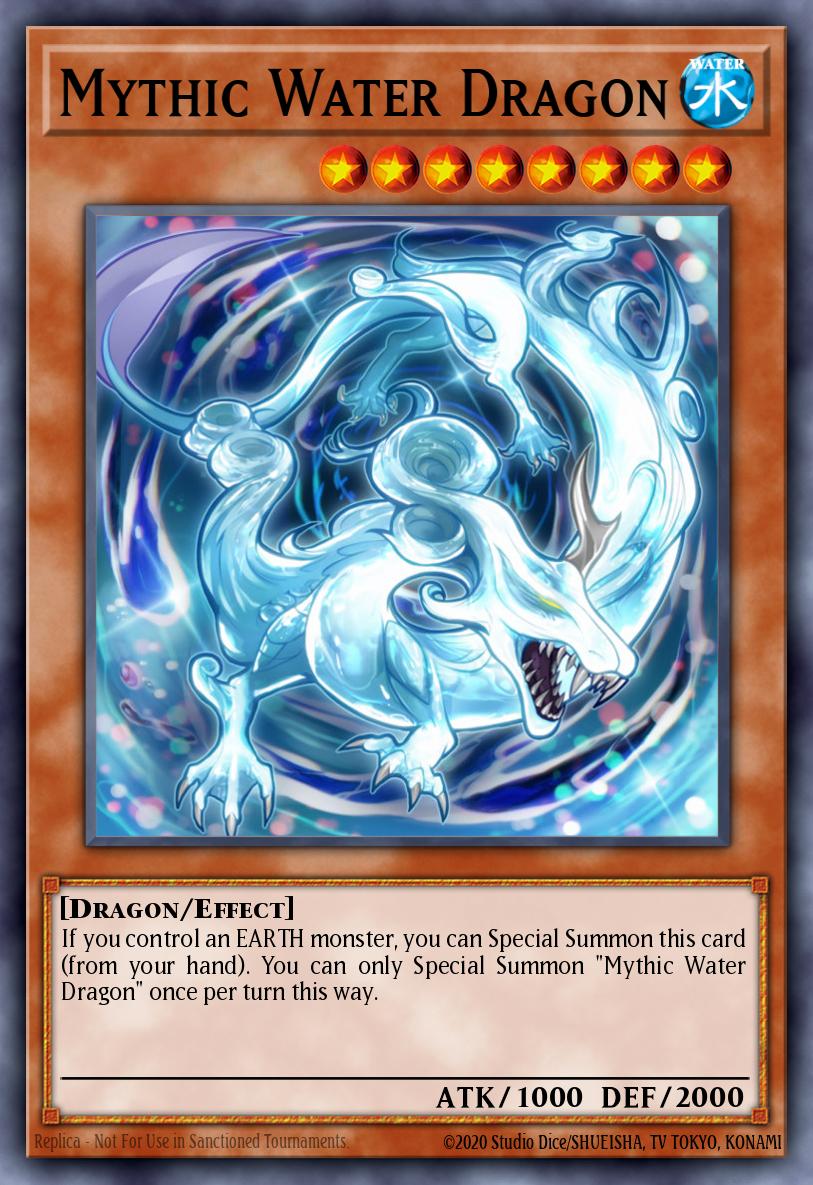 Mythic Water Dragon
WATER
水
[Dragon/Effect]
If you control an EARTH monster, you can Special Summon this card
(from your hand). You can only Special Summon "Mythic Water
Dragon" once per turn this way.
ATK/1000 DEF/2000
Replica - Not For Use in Sanctioned Tournaments.
©2020 Studio Dice/SHUEISHA, TV TOKYO, KONAMI